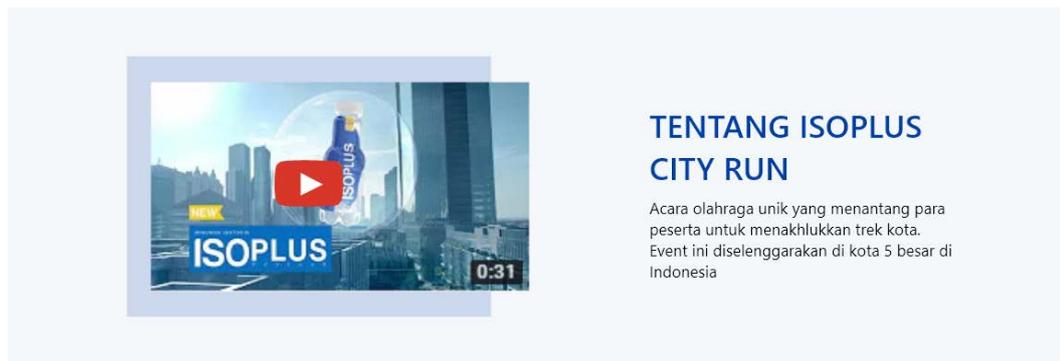 NEW
ISOPLUS
ISOPLUS
0:31
TENTANG ISOPLUS
CITY RUN
Acara olahraga unik yang menantang para
peserta untuk menakhlukkan trek kota.
Event ini diselenggarakan di kota 5 besar di
Indonesia